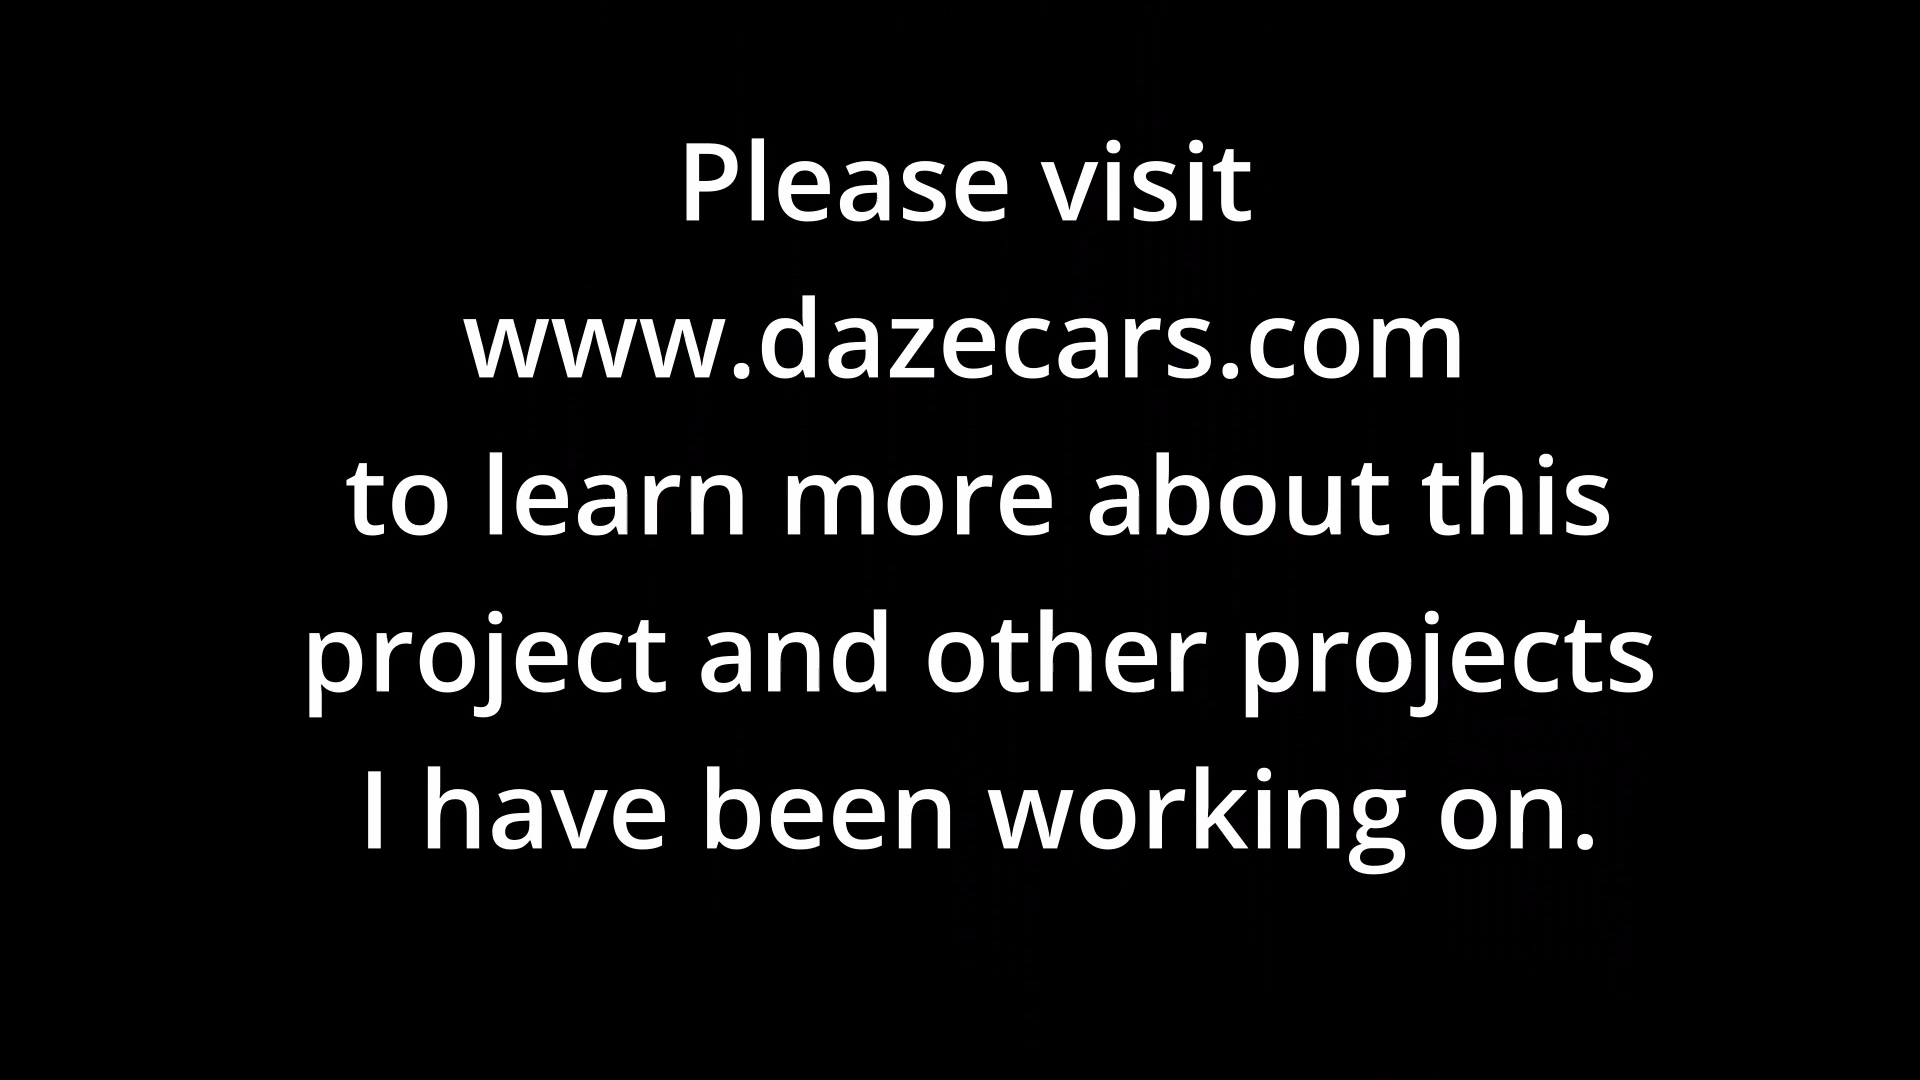 Please visit
www.dazecars.com
to learn more about this
project and other projects
I have been working on.